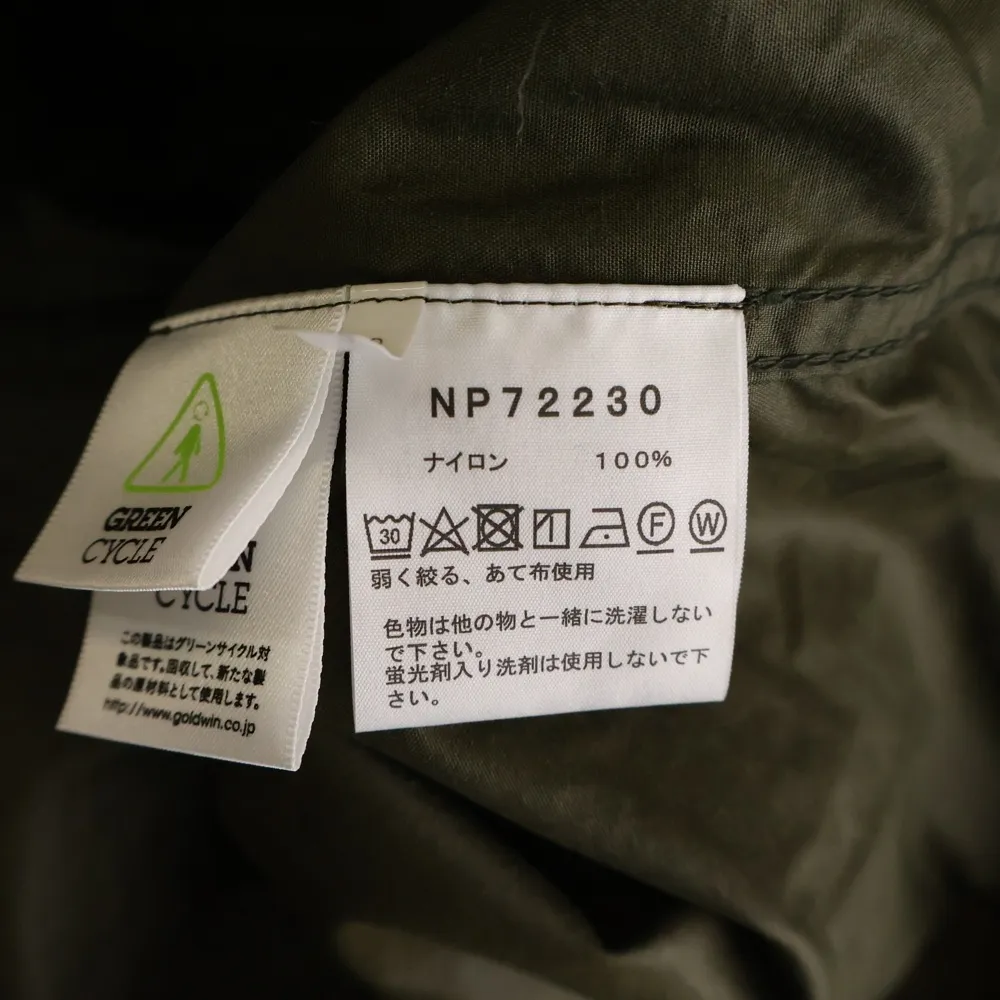 GREEN
CYCLE
CYCLE
この製品はグリーンサイクル対
象品です。回収して、新たな製
品の原材料として使用します。
http://www.goldwin.co.jp
NP72230
ナイロン 100%
30
F
W
弱く絞る、あて布使用
色物は他の物と一緒に洗濯しない
で下さい。
蛍光剤入り洗剤は使用しないで下
さい。